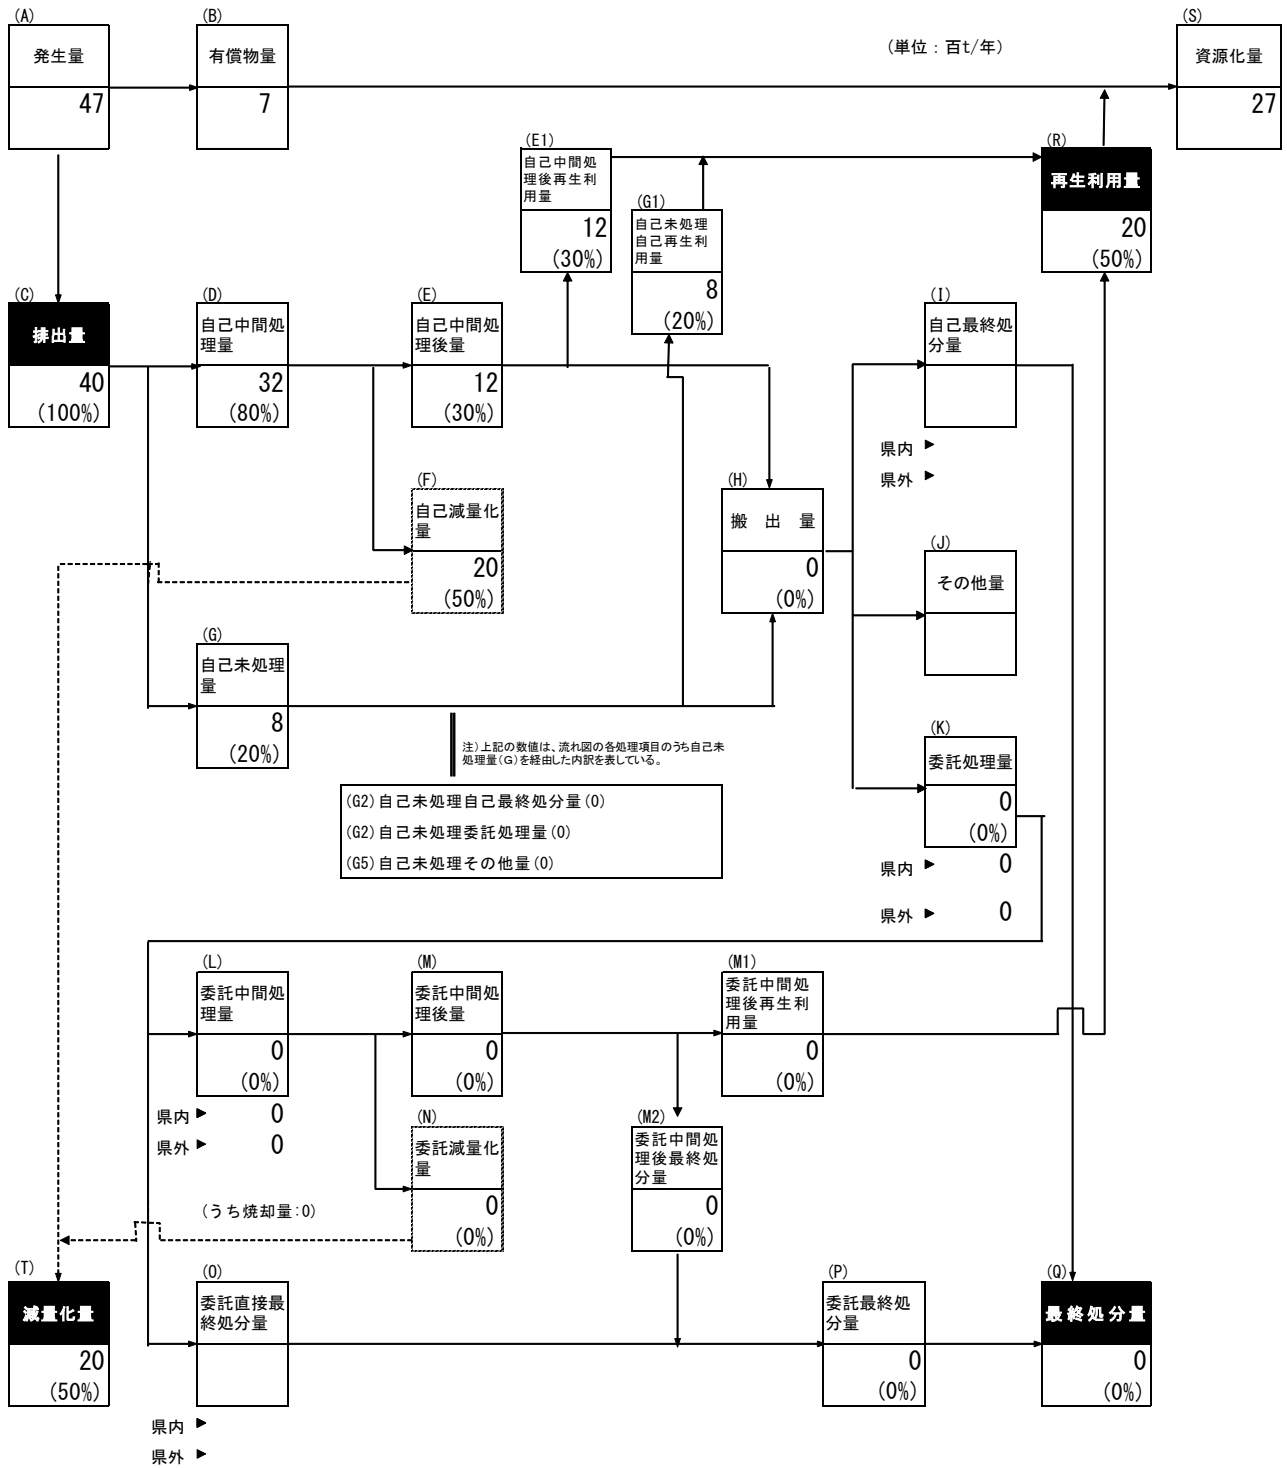 (A)
発生量
47
(B)
有償物量
7
(単位：百t/年)
(S)
資源化量
27
(E1)
自己中間処
理後再生利
用量
12
(30%)
(G1)
自己未処理
自己再生利
用量
8
(20%)
(R)
再生利用量
20
(50%)
(C)
排出量
40
(100%)
(D)
自己中間処
理量
32
(80%)
(E)
自己中間処
理後量
12
(30%)
(I)
自己最終処
分量
県内 ▶
県外 ▶
(F)
自己減量化
量
20
(50%)
(H)
搬 出 量
0
(0%)
(J)
その他量
(G)
自己未処理
量
8
(20%)
注)上記の数値は、流れ図の各処理項目のうち自己未
処理量(G)を経由した内訳を表している。
(G2)自己未処理自己最終処分量(0)
(G2)自己未処理委託処理量(0)
(G5)自己未処理その他量(0)
(K)
委託処理量
0
(0%)
県内 ▶ 0
県外 ▶ 0
(L)
委託中間処
理量
0
(0%)
県内 ▶ 0
県外 ▶ 0
(M)
委託中間処
理後量
0
(0%)
(M1)
委託中間処
理後再生利
用量
0
(0%)
(N)
委託減量化
量
0
(0%)
(うち焼却量:0)
(M2)
委託中間処
理後最終処
分量
0
(0%)
(T)
減量化量
20
(50%)
(O)
委託直接最
終処分量
県内 ▶
県外 ▶
(P)
委託最終処
分量
0
(0%)
(Q)
最終処分量
0
(0%)